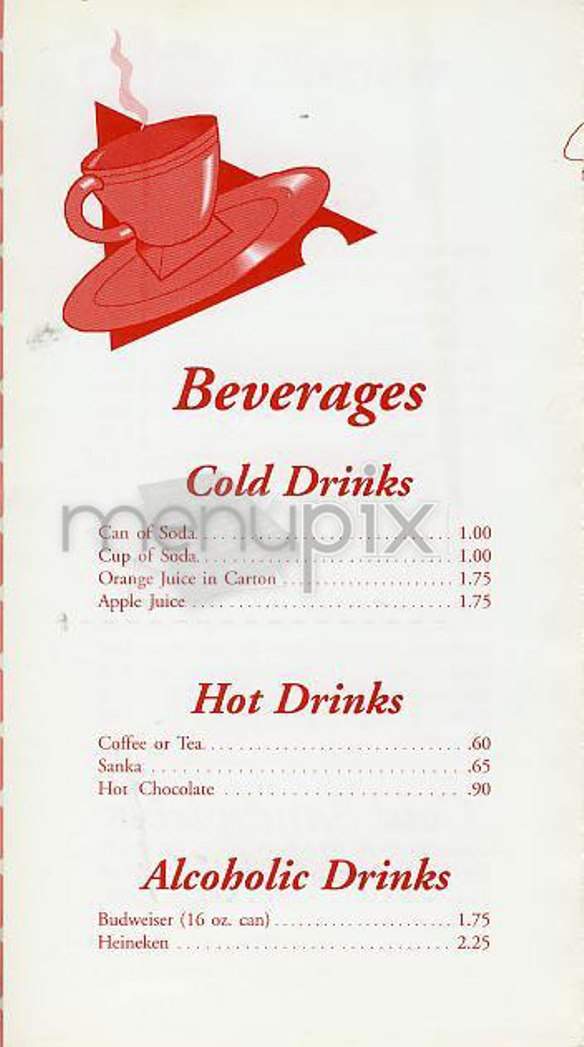 Beverages
Cold Drinks
menupix
Can of Soda. . . . . . . . . . . . . . . . . . . . . . . . . . . 1.00
Cup of Soda. . . . . . . . . . . . . . . . . . . . . . . . . . . 1.00
Orange Juice in Carton . . . . . . . . . . . . . . . . . . . 1.75
Apple Juice . . . . . . . . . . . . . . . . . . . . . . . . . . . . 1.75
Hot Drinks
Coffee or Tea. . . . . . . . . . . . . . . . . . . . . . . . . . . .60
Sanka . . . . . . . . . . . . . . . . . . . . . . . . . . . .65
Hot Chocolate . . . . . . . . . . . . . . . . . . . . . .90
Alcoholic Drinks
Budweiser (16 oz. can) . . . . . . . . . . . . . . . . . . . . 1.75
Heineken . . . . . . . . . . . . . . . . . . . . . . . . . . . . 2.25